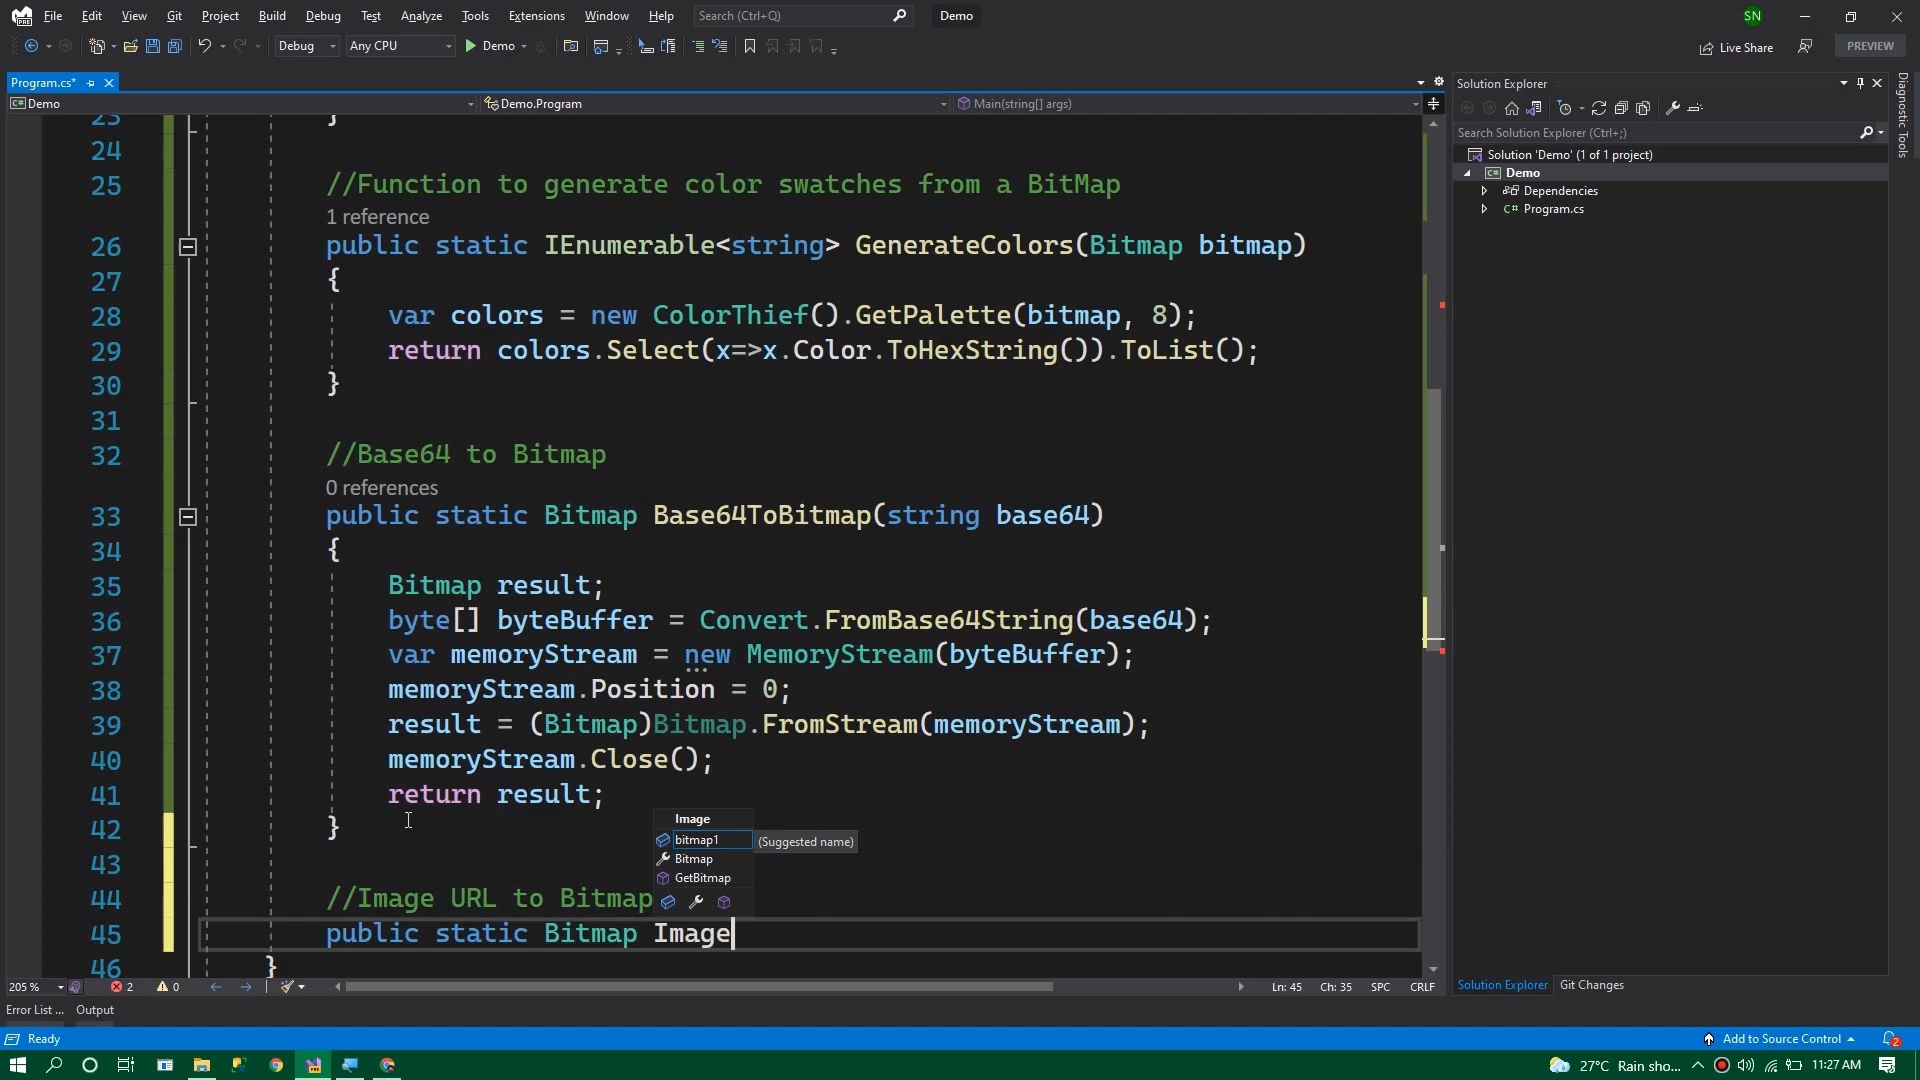 File Edit View Git Project Build Debug Test Analyze Tools Extensions Window Help Search (Ctrl+Q) Demo SN
Debug Any CPU Demo Live Share PREVIEW
Program.cs*
Demo Demo.Program Main(string[] args)
23 }
24
25 //Function to generate color swatches from a BitMap
1 reference
26 public static IEnumerable<string> GenerateColors(Bitmap bitmap)
27 {
28 var colors = new ColorThief().GetPalette(bitmap, 8);
29 return colors.Select(x=>x.Color.ToHexString()).ToList();
30 }
31
32 //Base64 to Bitmap
0 references
33 public static Bitmap Base64ToBitmap(string base64)
34 {
35 Bitmap result;
36 byte[] byteBuffer = Convert.FromBase64String(base64);
37 var memoryStream = new MemoryStream(byteBuffer);
38 memoryStream.Position = 0;
39 result = (Bitmap)Bitmap.FromStream(memoryStream);
40 memoryStream.Close();
41 return result;
42 }
43
44 //Image URL to Bitmap
45 public static Bitmap Image
46 }
Image
bitmap1 (Suggested name)
Bitmap
GetBitmap
205 % 2 0 Ln: 45 Ch: 35 SPC CRLF
Error List ... Output
Solution Explorer
Search Solution Explorer (Ctrl+;)
Solution 'Demo' (1 of 1 project)
Demo
Dependencies
C# Program.cs
Solution Explorer Git Changes
Diagnostic Tools
Ready Add to Source Control 2
27°C Rain sho... 11:27 AM